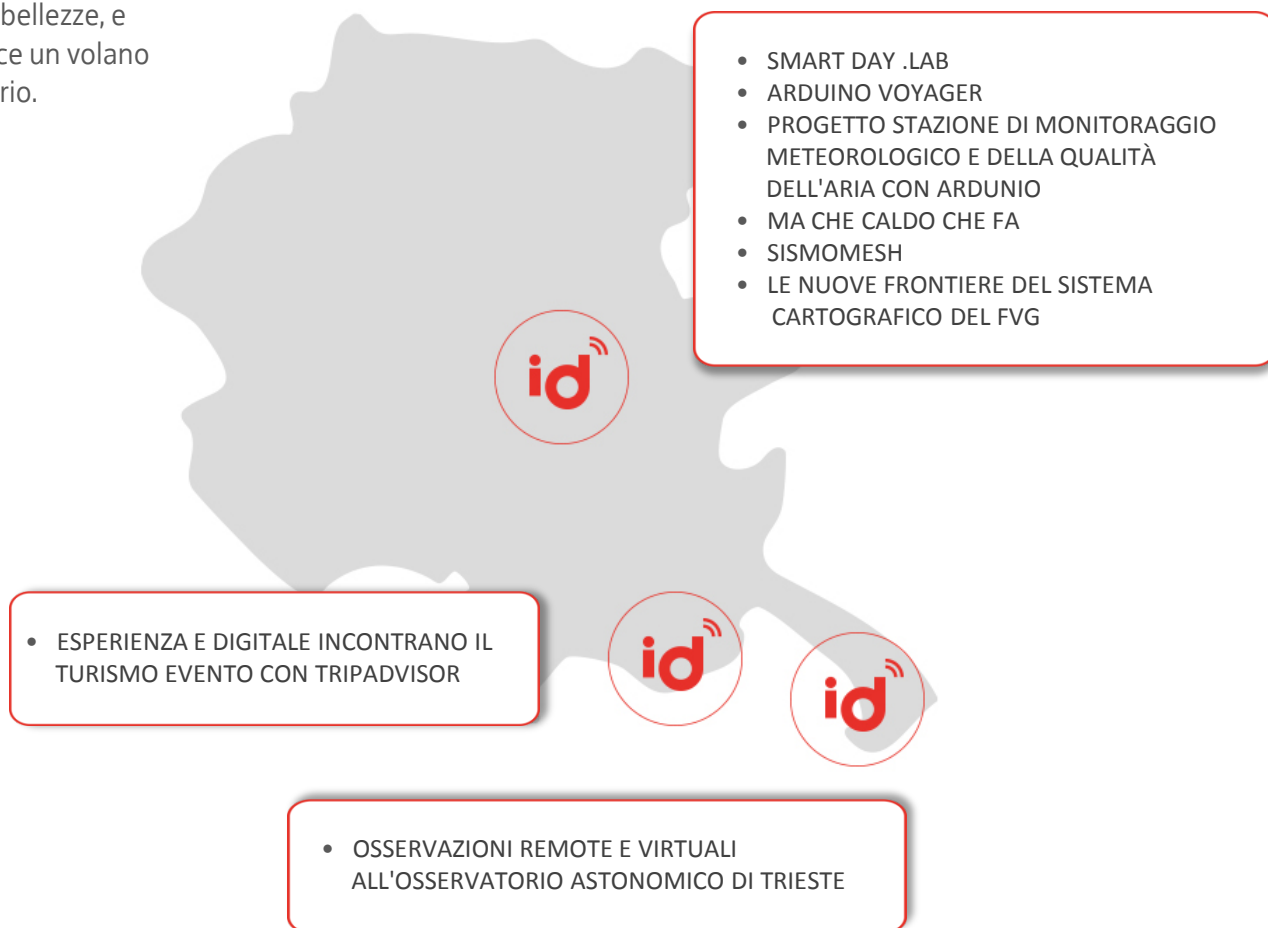 bellezze, e
ce un volano
rio.
• SMART DAY .LAB
• ARDUINO VOYAGER
• PROGETTO STAZIONE DI MONITORAGGIO
METEOROLOGICO E DELLA QUALITÀ
DELL'ARIA CON ARDUNIO
• MA CHE CALDO CHE FA
• SISMOMESH
• LE NUOVE FRONTIERE DEL SISTEMA
CARTOGRAFICO DEL FVG
id
• ESPERIENZA E DIGITALE INCONTRANO IL
TURISMO EVENTO CON TRIPADVISOR
id
id
• OSSERVAZIONI REMOTE E VIRTUALI
ALL'OSSERVATORIO ASTONOMICO DI TRIESTE